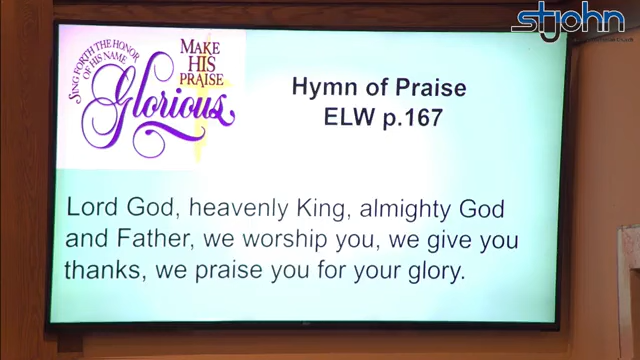 stjohn
SING FORTH THE HONOR
OF HIS NAME
MAKE
HIS
PRAISE
Glorious
Hymn of Praise
ELW p.167
Lord God, heavenly King, almighty God
and Father, we worship you, we give you
thanks, we praise you for your glory.